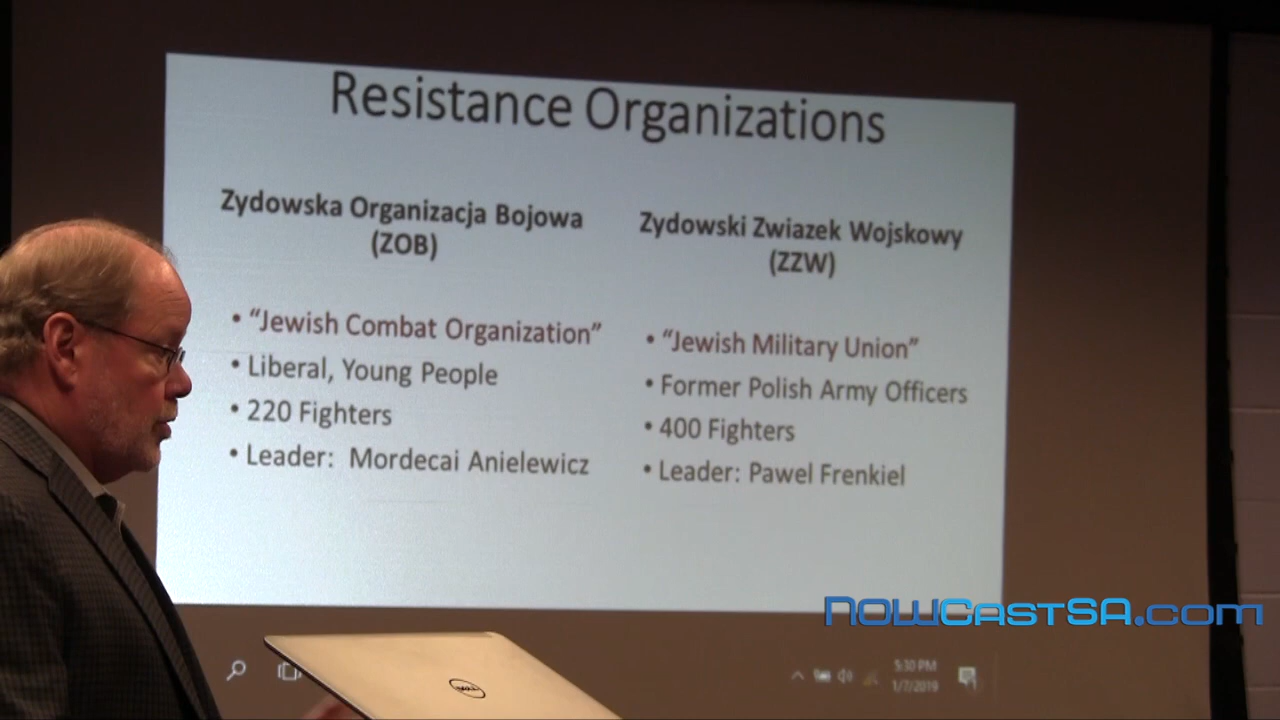 Resistance Organizations
Zydowska Organizacja Bojowa
(ZOB)
• “Jewish Combat Organization”
• Liberal, Young People
• 220 Fighters
• Leader: Mordecai Anielewicz
Zydowski Zwiazek Wojskowy
(ZZW)
• “Jewish Military Union”
• Former Polish Army Officers
• 400 Fighters
• Leader: Pawel Frenkiel
NOWCastSA.com
5:30 PM
1/7/2019
DELL